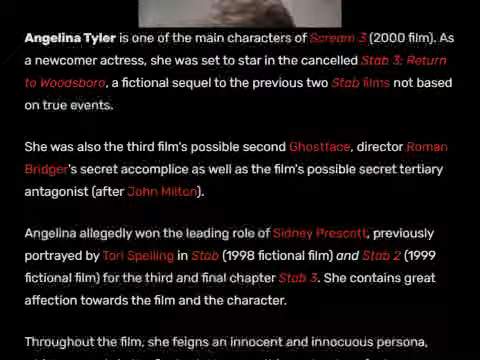 Angelina Tyler is one of the main characters of Scream 3 (2000 film). As
a newcomer actress, she was set to star in the cancelled Stab 3: Return
to Woodsboro, a fictional sequel to the previous two Stab films not based
on true events.
She was also the third film's possible second Ghostface, director Roman
Bridger's secret accomplice as well as the film's possible secret tertiary
antagonist (after John Milton).
Angelina allegedly won the leading role of Sidney Prescott, previously
portrayed by Tori Spelling in Stab (1998 fictional film) and Stab 2 (1999
fictional film) for the third and final chapter Stab 3. She contains great
affection towards the film and the character.
Throughout the film, she feigns an innocent and innocuous persona,